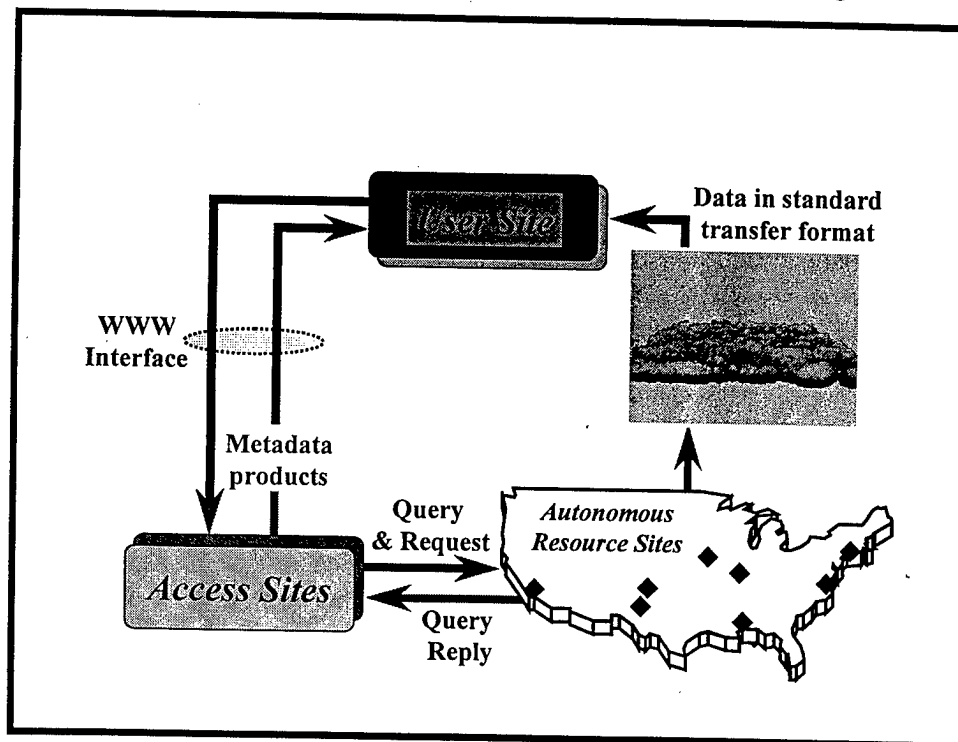 User Site
Data in standard
transfer format
WWW
Interface
Metadata
products
Query
& Request
Autonomous
Resource Sites
Access Sites
Query
Reply